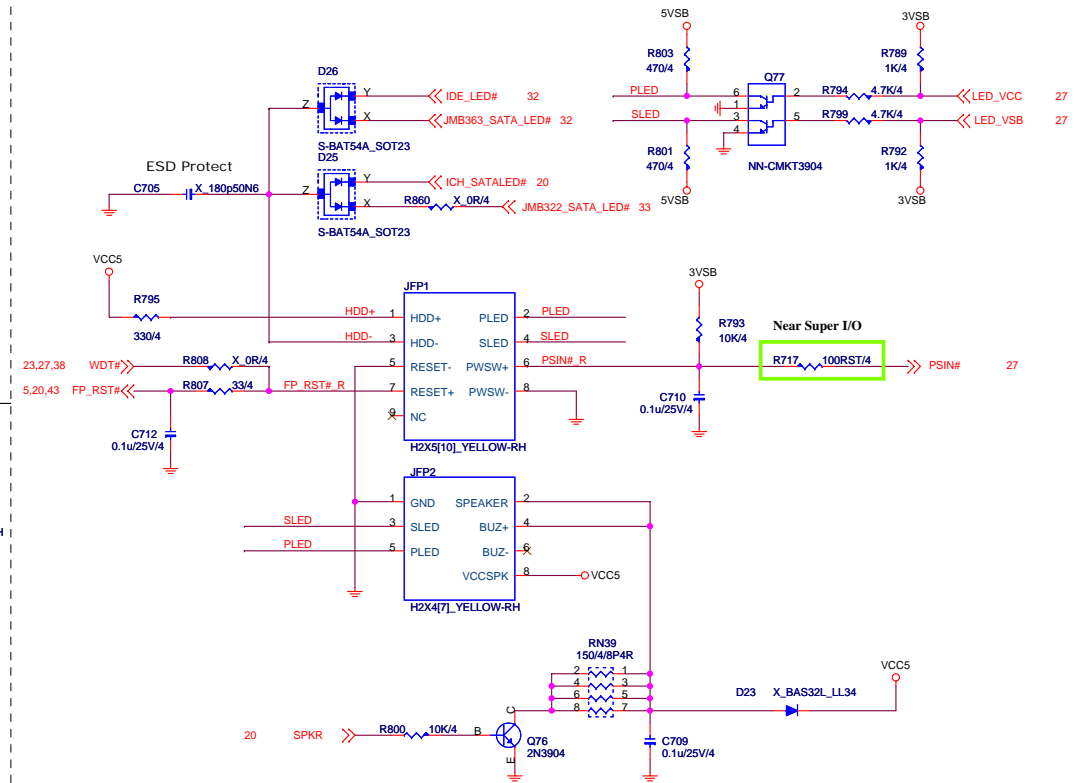 5VSB
3VSB
R803
470/4
R789
1K/4
D26
Q77
Z
Y
X
IDE_LED# 32
JMB363_SATA_LED# 32
S-BAT54A_SOT23
PLED
SLED
6
1
3
4
2
5
R794 4.7K/4
R799 4.7K/4
LED_VCC 27
LED_VSB 27
R801
470/4
5VSB
NN-CMKT3904
R792
1K/4
3VSB
D25
ESD Protect
C705 X_180p50N6
Z
Y
X
ICH_SATALED# 20
R860 X_0R/4
JMB322_SATA_LED# 33
S-BAT54A_SOT23
VCC5
R795
330/4
JFP1
HDD+ 1 HDD+ PLED 2 PLED
HDD- 3 HDD- SLED 4 SLED
5 RESET- PWSW+ 6 PSIN#_R
FP_RST#_R 7 RESET+ PWSW- 8
9 NC
H2X5[10]_YELLOW-RH
3VSB
R793
10K/4
Near Super I/O
R717 100RST/4
PSIN# 27
C710
0.1u/25V/4
23,27,38 WDT#
R808 X_0R/4
5,20,43 FP_RST#
R807 33/4
C712
0.1u/25V/4
JFP2
1 GND SPEAKER 2
SLED 3 SLED BUZ+ 4
PLED 5 PLED BUZ- 6
VCCSPK 8 VCC5
H2X4[7]_YELLOW-RH
H
RN39
150/4/8P4R
2 1
4 3
6 5
8 7
VCC5
D23 X_BAS32L_LL34
20 SPKR
R800 10K/4
B
C
E
Q76
2N3904
C709
0.1u/25V/4